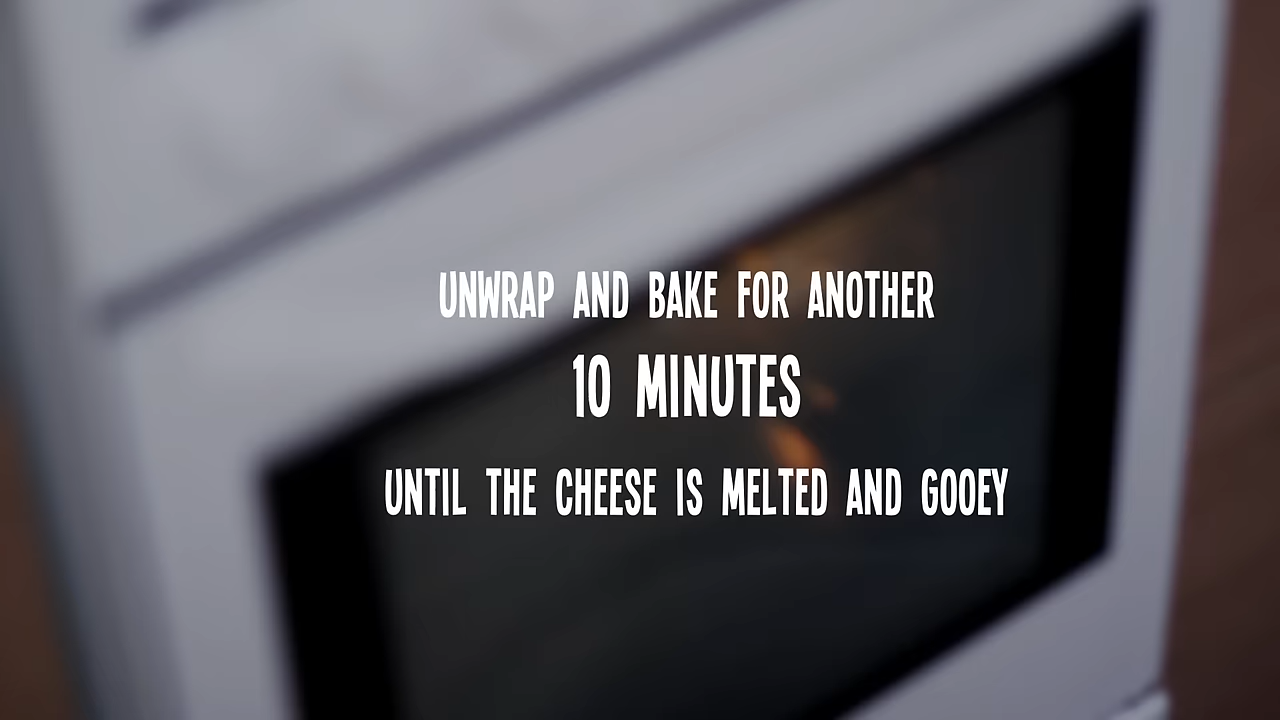 UNWRAP AND BAKE FOR ANOTHER
10 MINUTES
UNTIL THE CHEESE IS MELTED AND GOOEY